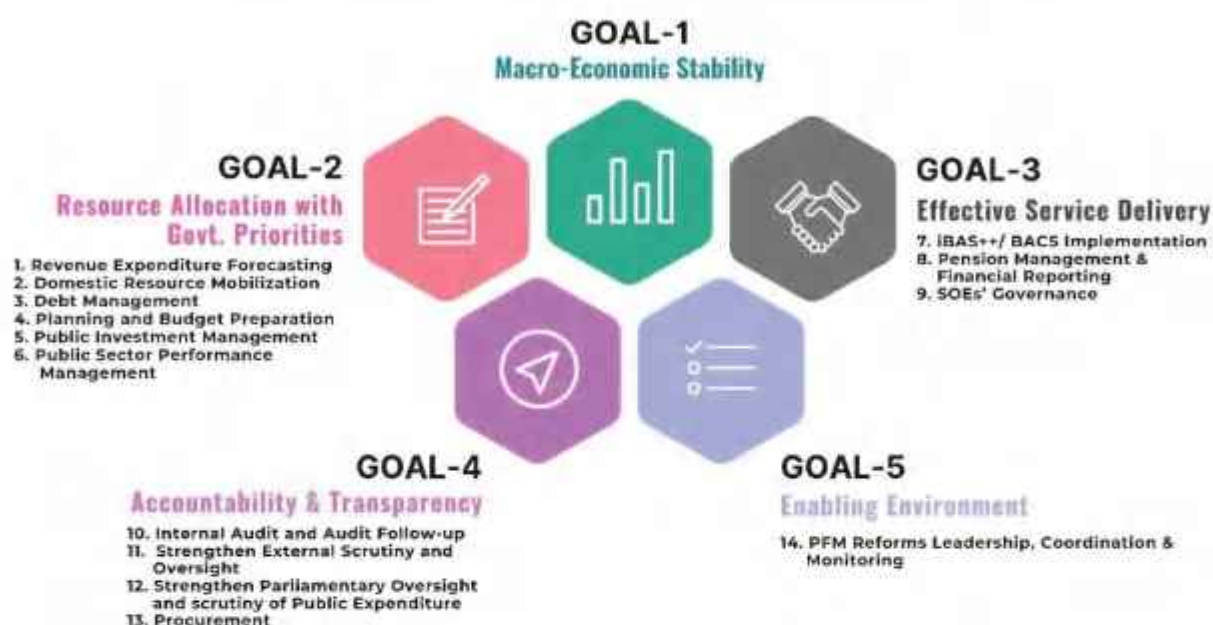 GOAL-1
Macro-Economic Stability
GOAL-2
Resource Allocation with
Govt. Priorities
1. Revenue Expenditure Forecasting
2. Domestic Resource Mobilization
3. Debt Management
4. Planning and Budget Preparation
5. Public Investment Management
6. Public Sector Performance
Management
GOAL-3
Effective Service Delivery
7. iBAS++/ BACS Implementation
8. Pension Management &
Financial Reporting
9. SOEs' Governance
GOAL-4
Accountability & Transparency
10. Internal Audit and Audit Follow-up
11. Strengthen External Scrutiny and
Oversight
12. Strengthen Parliamentary Oversight
and scrutiny of Public Expenditure
13. Procurement
GOAL-5
Enabling Environment
14. PFM Reforms Leadership, Coordination &
Monitoring